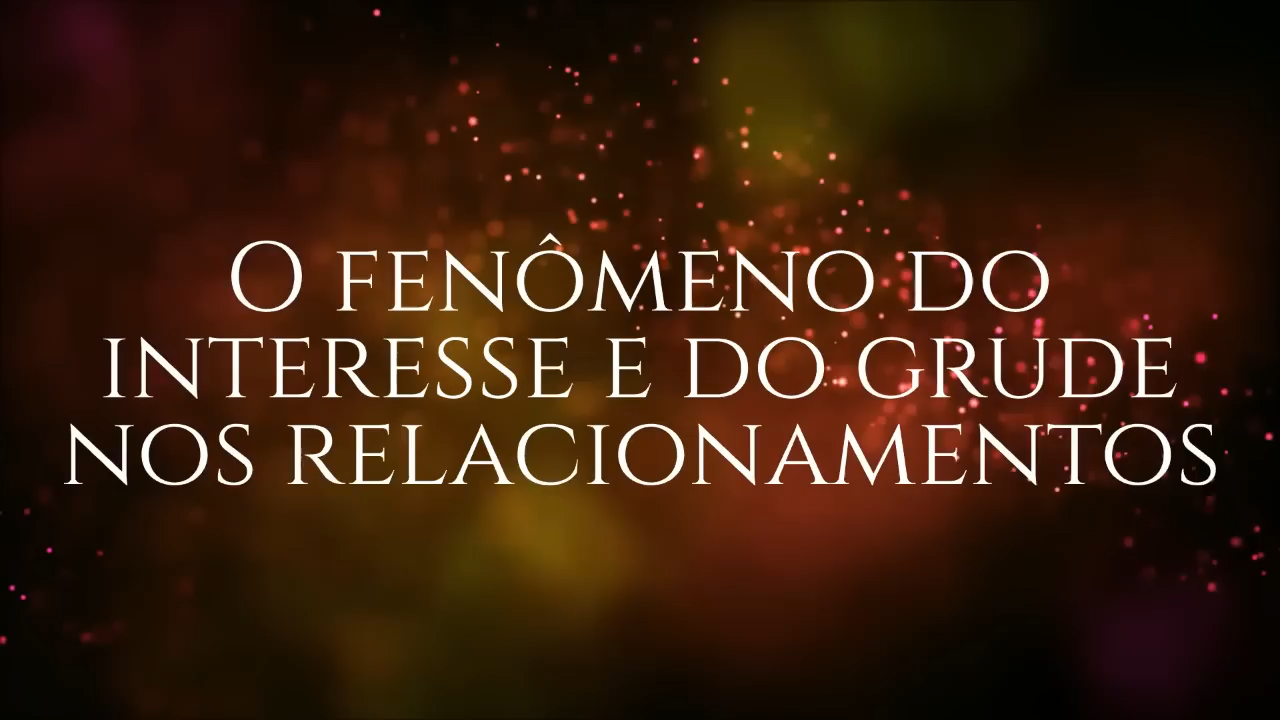 O FENÔMENO DO
INTERESSE E DO GRUDE
NOS RELACIONAMENTOS